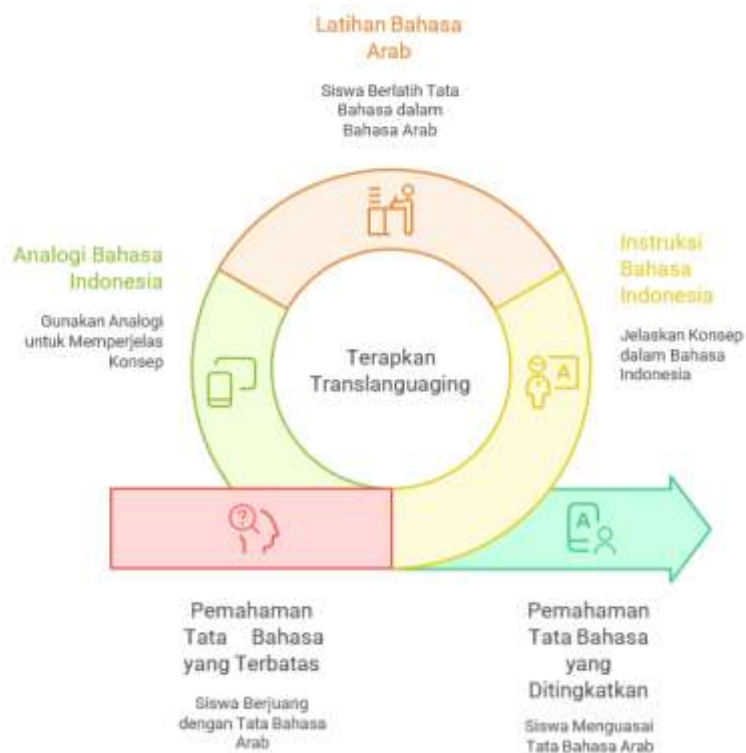 Latihan Bahasa
Arab
Siswa Berlatih Tata
Bahasa dalam
Bahasa Arab
Analogi Bahasa
Indonesia
Gunakan Analogi
untuk Memperjelas
Konsep
Instruksi
Bahasa
Indonesia
Jelaskan Konsep
dalam Bahasa
Indonesia
Terapkan
Translanguaging
A
?
A
Pemahaman
Tata Bahasa
yang Terbatas
Siswa Berjuang
dengan Tata Bahasa
Arab
Pemahaman
Tata Bahasa
yang
Ditingkatkan
Siswa Menguasai
Tata Bahasa Arab